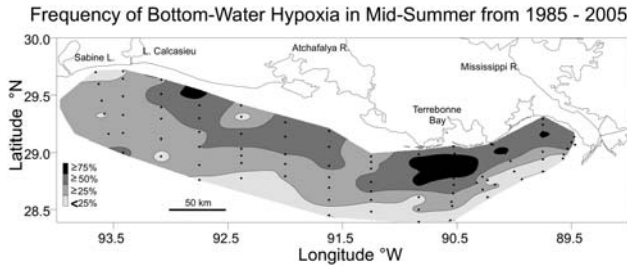 Frequency of Bottom-Water Hypoxia in Mid-Summer from 1985 - 2005
30.0
Sabine L.
L. Calcasieu
Atchafalya R.
Mississippi R.
29.5
Terrebonne
Bay
Latitude °N
29.0
≥75%
≥50%
≥25%
<25%
50 km
28.5
93.5
92.5
91.5
90.5
89.5
Longitude °W